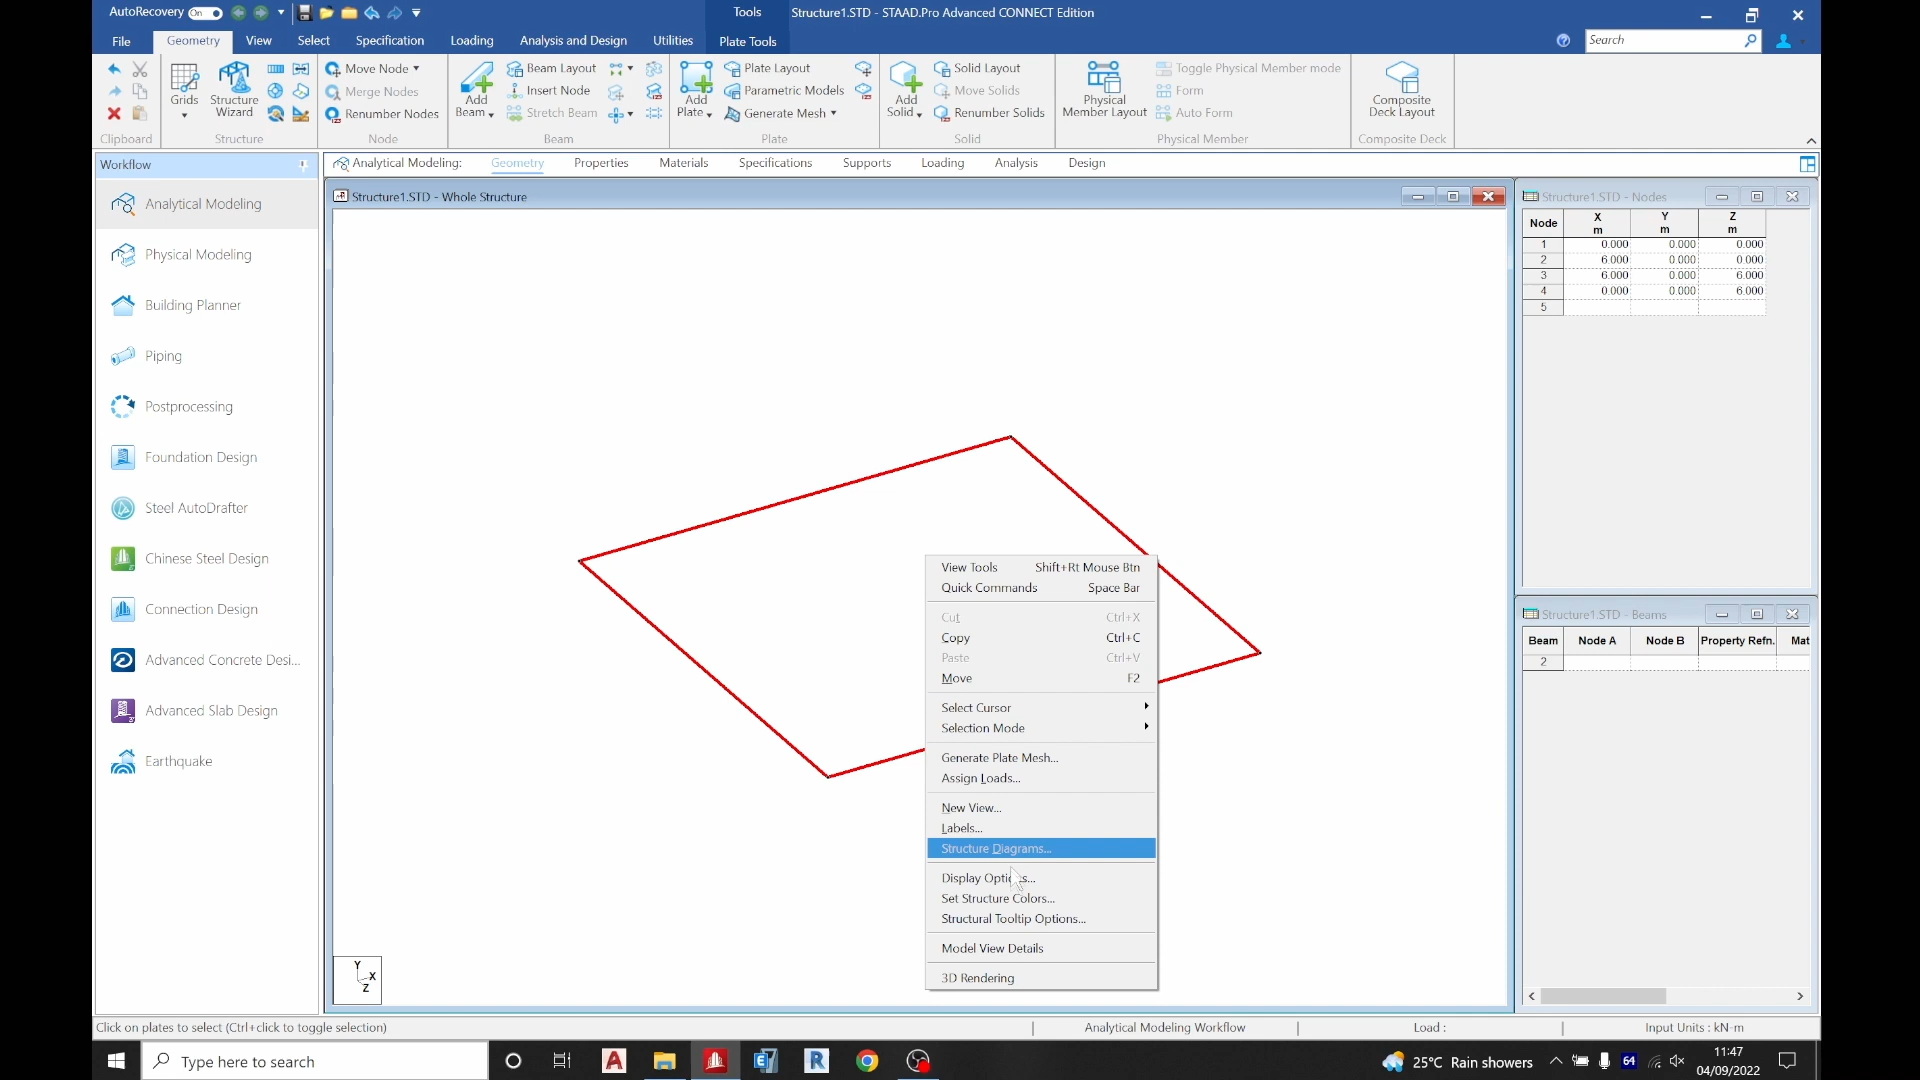 AutoRecovery On
Tools
Structure1.STD - STAAD.Pro Advanced CONNECT Edition
File
Geometry
View
Select
Specification
Loading
Analysis and Design
Utilities
Plate Tools
Search
Clipboard
Grids
Structure Wizard
Structure
Move Node
Merge Nodes
Renumber Nodes
Node
Add Beam
Beam Layout
Insert Node
Stretch Beam
Beam
Add Plate
Plate Layout
Parametric Models
Generate Mesh
Plate
Add Solid
Solid Layout
Move Solids
Renumber Solids
Solid
Physical Member Layout
Toggle Physical Member mode
Form
Auto Form
Physical Member
Composite Deck Layout
Composite Deck
Workflow
Analytical Modeling
Physical Modeling
Building Planner
Piping
Postprocessing
Foundation Design
Steel AutoDrafter
Chinese Steel Design
Connection Design
Advanced Concrete Desi...
Advanced Slab Design
Earthquake
Analytical Modeling:
Geometry
Properties
Materials
Specifications
Supports
Loading
Analysis
Design
Structure1.STD - Whole Structure
View Tools Shift+Rt Mouse Btn
Quick Commands Space Bar
Cut Ctrl+X
Copy Ctrl+C
Paste Ctrl+V
Move F2
Select Cursor
Selection Mode
Generate Plate Mesh...
Assign Loads...
New View...
Labels...
Structure Diagrams...
Display Options...
Set Structure Colors...
Structural Tooltip Options...
Model View Details
3D Rendering
Y
X
Z
Structure1.STD - Nodes
Node X m Y m Z m
1 0.000 0.000 0.000
2 6.000 0.000 0.000
3 6.000 0.000 6.000
4 0.000 0.000 6.000
5
Structure1.STD - Beams
Beam Node A Node B Property Refn. Mat
2
Click on plates to select (Ctrl+click to toggle selection)
Analytical Modeling Workflow
Load :
Input Units : kN-m
Type here to search
25°C Rain showers
64
11:47
04/09/2022